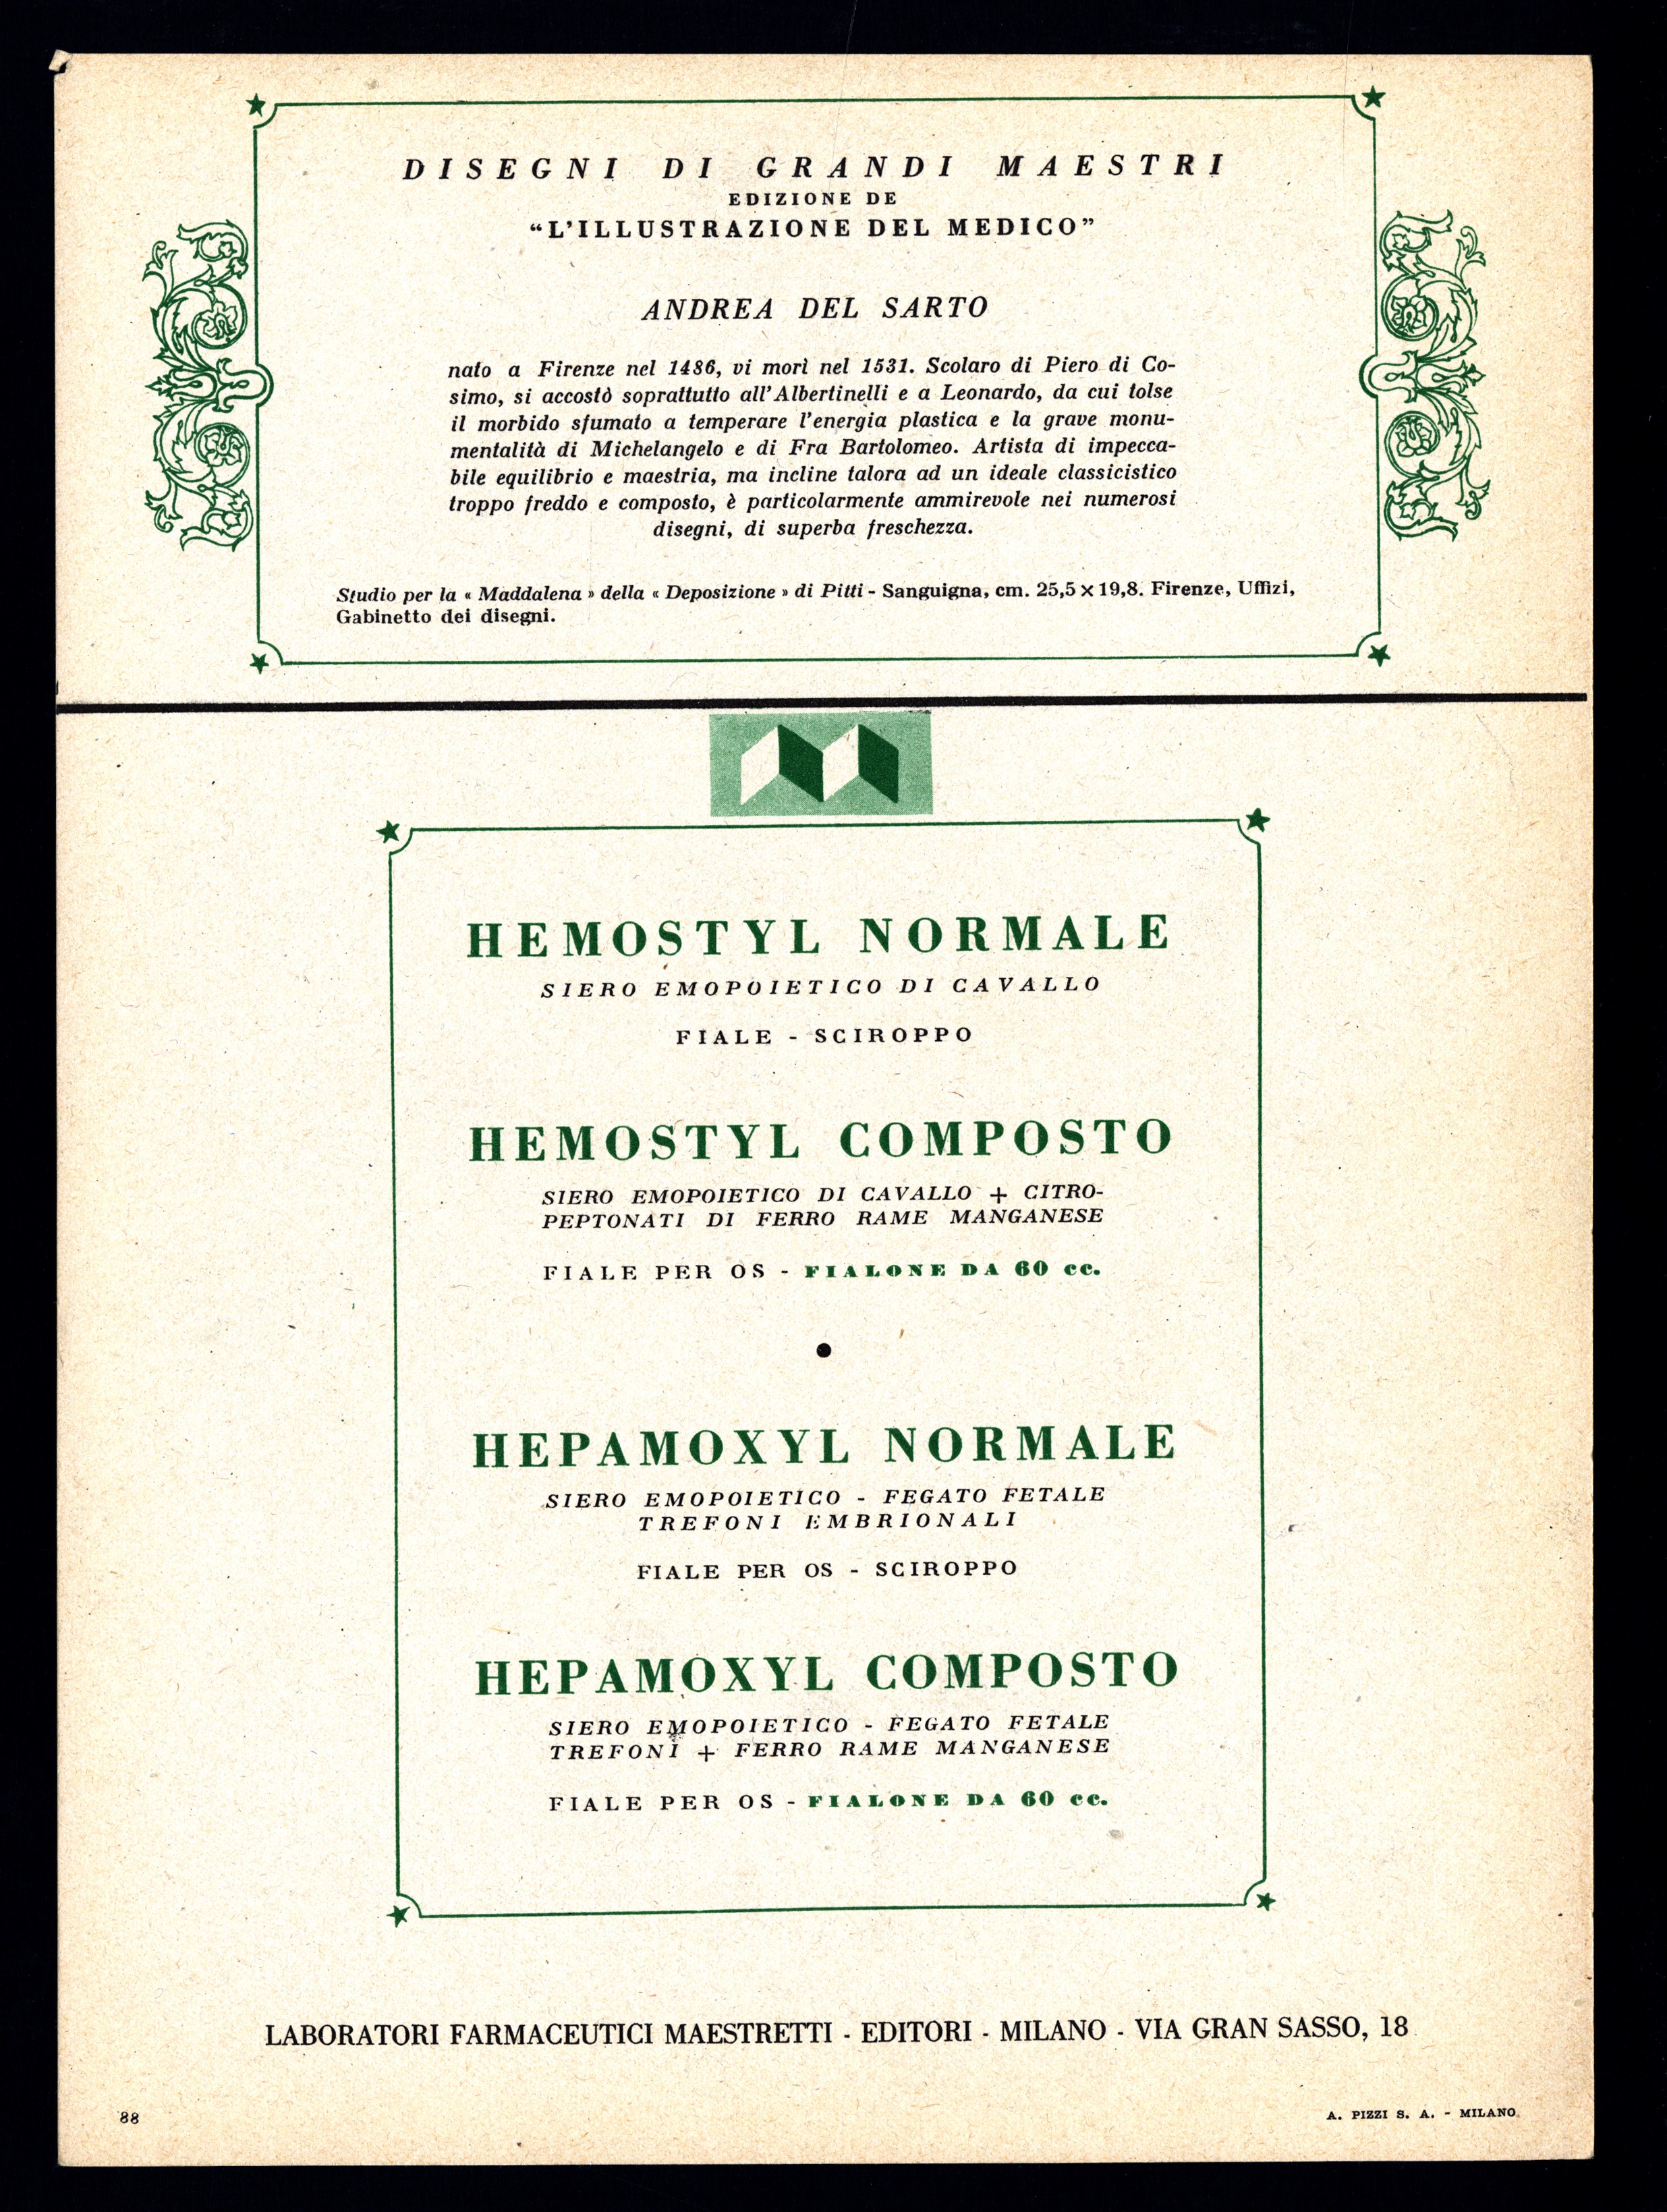 DISEGNI DI GRANDI MAESTRI
EDIZIONE DE
“L’ILLUSTRAZIONE DEL MEDICO”
ANDREA DEL SARTO
nato a Firenze nel 1486, vi morì nel 1531. Scolaro di Piero di Co-
simo, si accostò soprattutto all’Albertinelli e a Leonardo, da cui tolse
il morbido sfumato a temperare l’energia plastica e la grave monu-
mentalità di Michelangelo e di Fra Bartolomeo. Artista di impecca-
bile equilibrio e maestria, ma incline talora ad un ideale classicistico
troppo freddo e composto, è particolarmente ammirevole nei numerosi
disegni, di superba freschezza.
Studio per la « Maddalena » della « Deposizione » di Pitti - Sanguigna, cm. 25,5 × 19,8. Firenze, Uffizi,
Gabinetto dei disegni.
HEMOSTYL NORMALE
SIERO EMOPOIETICO DI CAVALLO
FIALE - SCIROPPO
HEMOSTYL COMPOSTO
SIERO EMOPOIETICO DI CAVALLO + CITRO-
PEPTONATI DI FERRO RAME MANGANESE
FIALE PER OS - FIALONE DA 60 cc.
HEPAMOXYL NORMALE
SIERO EMOPOIETICO - FEGATO FETALE
TREFONI EMBRIONALI
FIALE PER OS - SCIROPPO
HEPAMOXYL COMPOSTO
SIERO EMOPOIETICO - FEGATO FETALE
TREFONI + FERRO RAME MANGANESE
FIALE PER OS - FIALONE DA 60 cc.
LABORATORI FARMACEUTICI MAESTRETTI - EDITORI - MILANO - VIA GRAN SASSO, 18
88
A. PIZZI S. A. - MILANO